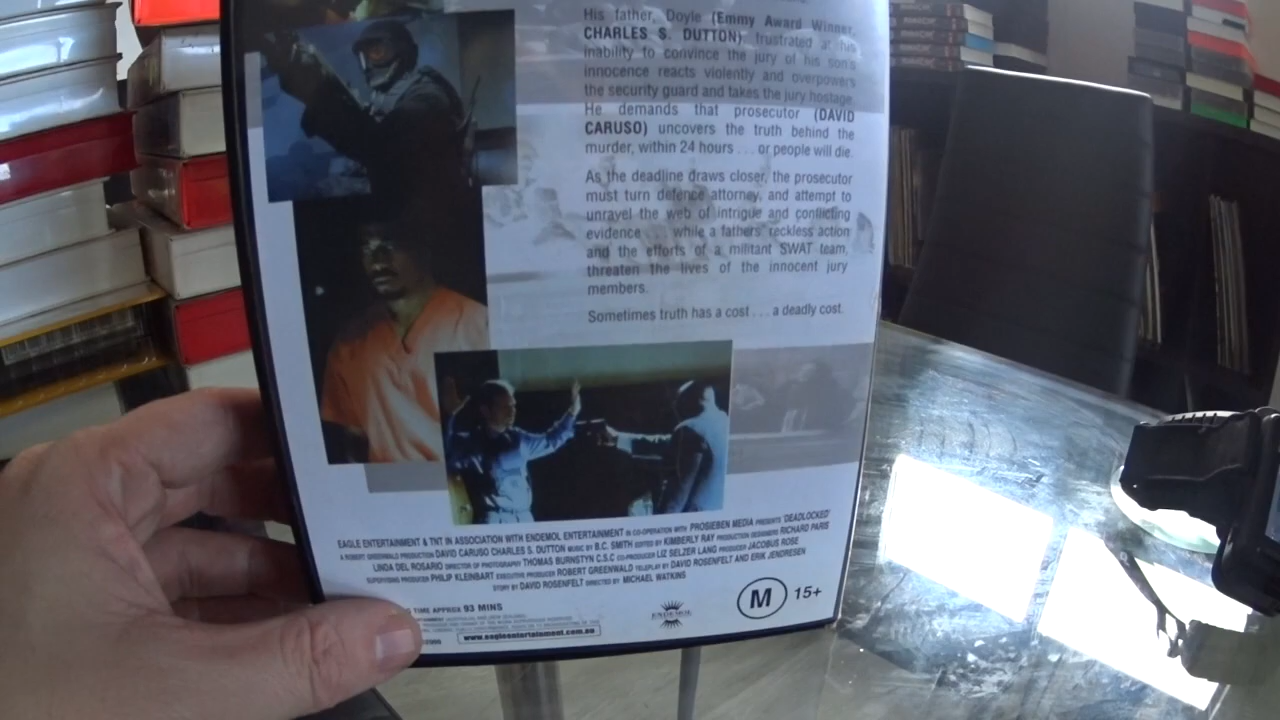 His father, Doyle (Emmy Award Winner,
CHARLES S. DUTTON), frustrated at his
inability to convince the jury of his son's
innocence reacts violently and overpowers
the security guard and takes the jury hostage.
He demands that prosecutor (DAVID
CARUSO) uncovers the truth behind the
murder, within 24 hours . . . or people will die.
As the deadline draws closer, the prosecutor
must turn defence attorney, and attempt to
unravel the web of intrigue and conflicting
evidence . . . while a fathers' reckless action
and the efforts of a militant SWAT team,
threaten the lives of the innocent jury
members.
Sometimes truth has a cost . . . a deadly cost.
EAGLE ENTERTAINMENT & TNT IN ASSOCIATION WITH ENDEMOL ENTERTAINMENT IN CO-OPERATION WITH PROSIEBEN MEDIA PRESENTS 'DEADLOCKED'
A ROBERT GREENWALD PRODUCTION DAVID CARUSO CHARLES S. DUTTON MUSIC BY B.C. SMITH EDITED BY KIMBERLY RAY PRODUCTION DESIGNERS RICHARD PARIS
LINDA DEL ROSARIO DIRECTOR OF PHOTOGRAPHY THOMAS BURNSTYN C.S.C CO-PRODUCER LIZ SELZER LANG PRODUCER JACOBUS ROSE
SUPERVISING PRODUCER PHILIP KLEINBART EXECUTIVE PRODUCER ROBERT GREENWALD TELEPLAY BY DAVID ROSENFELT AND ERIK JENDRESEN
STORY BY DAVID ROSENFELT DIRECTED BY MICHAEL WATKINS
TIME APPROX 93 MINS
www.eagleentertainment.com.au
ENDEMOL
M 15+